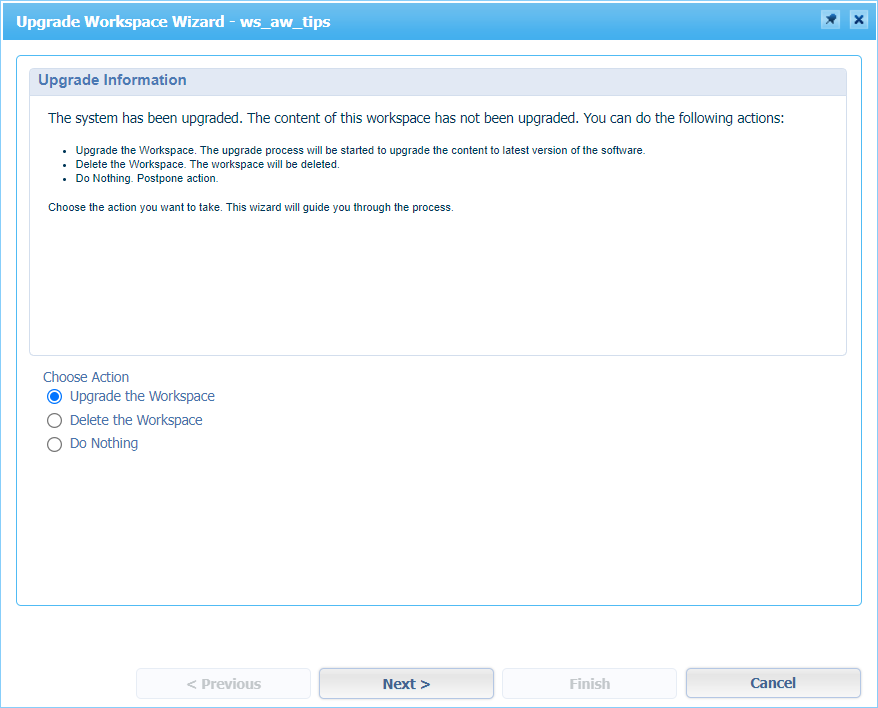 Upgrade Workspace Wizard - ws_aw_tips
Upgrade Information
The system has been upgraded. The content of this workspace has not been upgraded. You can do the following actions:
• Upgrade the Workspace. The upgrade process will be started to upgrade the content to latest version of the software.
• Delete the Workspace. The workspace will be deleted.
• Do Nothing. Postpone action.
Choose the action you want to take. This wizard will guide you through the process.
Choose Action
Upgrade the Workspace
Delete the Workspace
Do Nothing
< Previous Next > Finish Cancel